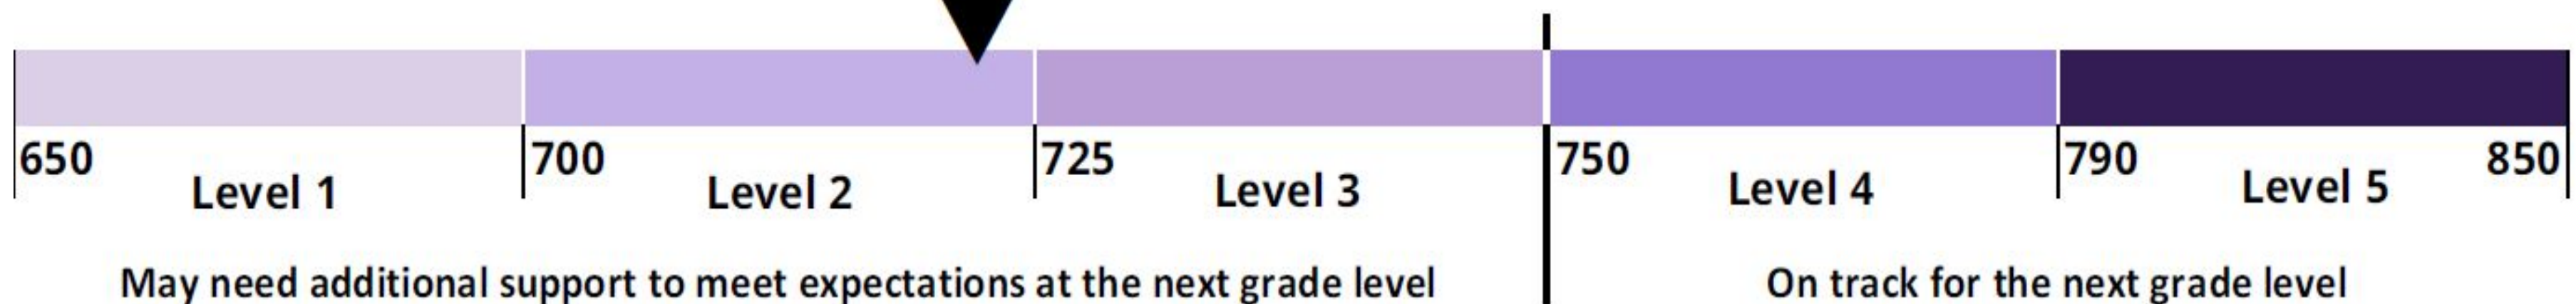 650 700 725 750 790 850
Level 1 Level 2 Level 3 Level 4 Level 5
May need additional support to meet expectations at the next grade level On track for the next grade level